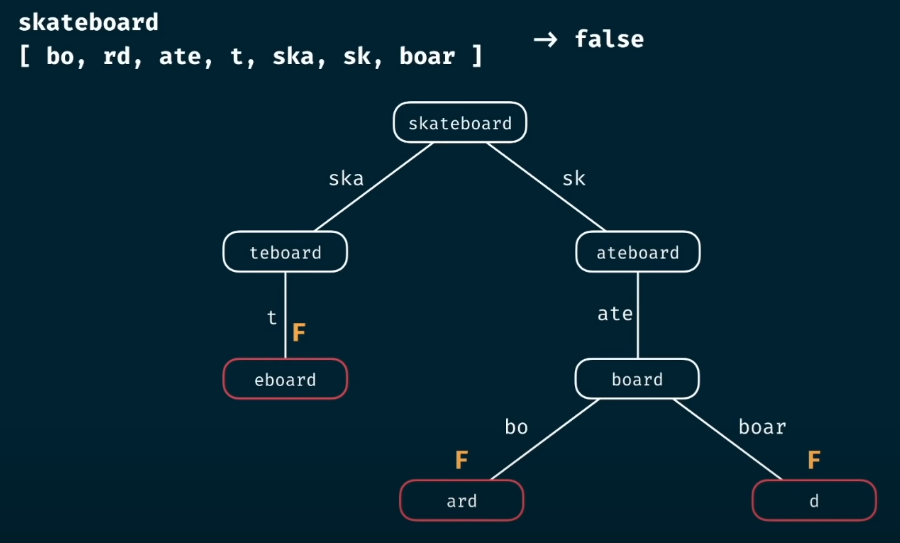 skateboard
[ bo, rd, ate, t, ska, sk, boar ] → false
skateboard
ska sk
teboard ateboard
t F ate
eboard board
bo boar
F F
ard d